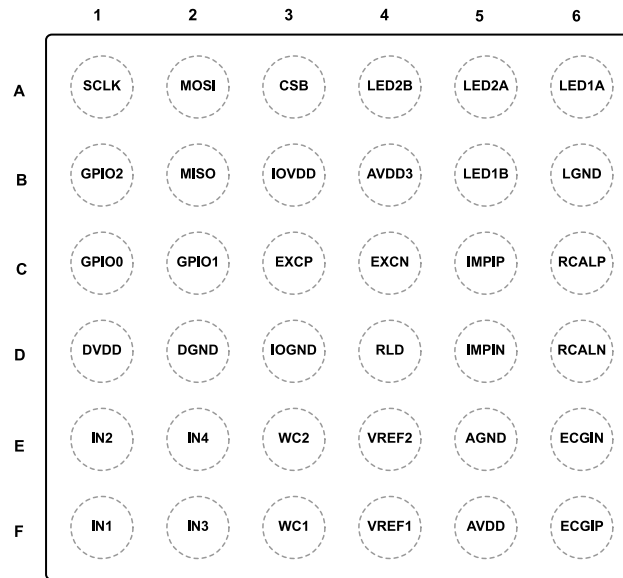 1 2 3 4 5 6
A SCLK MOSI CSB LED2B LED2A LED1A
B GPIO2 MISO IOVDD AVDD3 LED1B LGND
C GPIO0 GPIO1 EXCP EXCN IMPIP RCALP
D DVDD DGND IOGND RLD IMPIN RCALN
E IN2 IN4 WC2 VREF2 AGND ECGIN
F IN1 IN3 WC1 VREF1 AVDD ECGIP